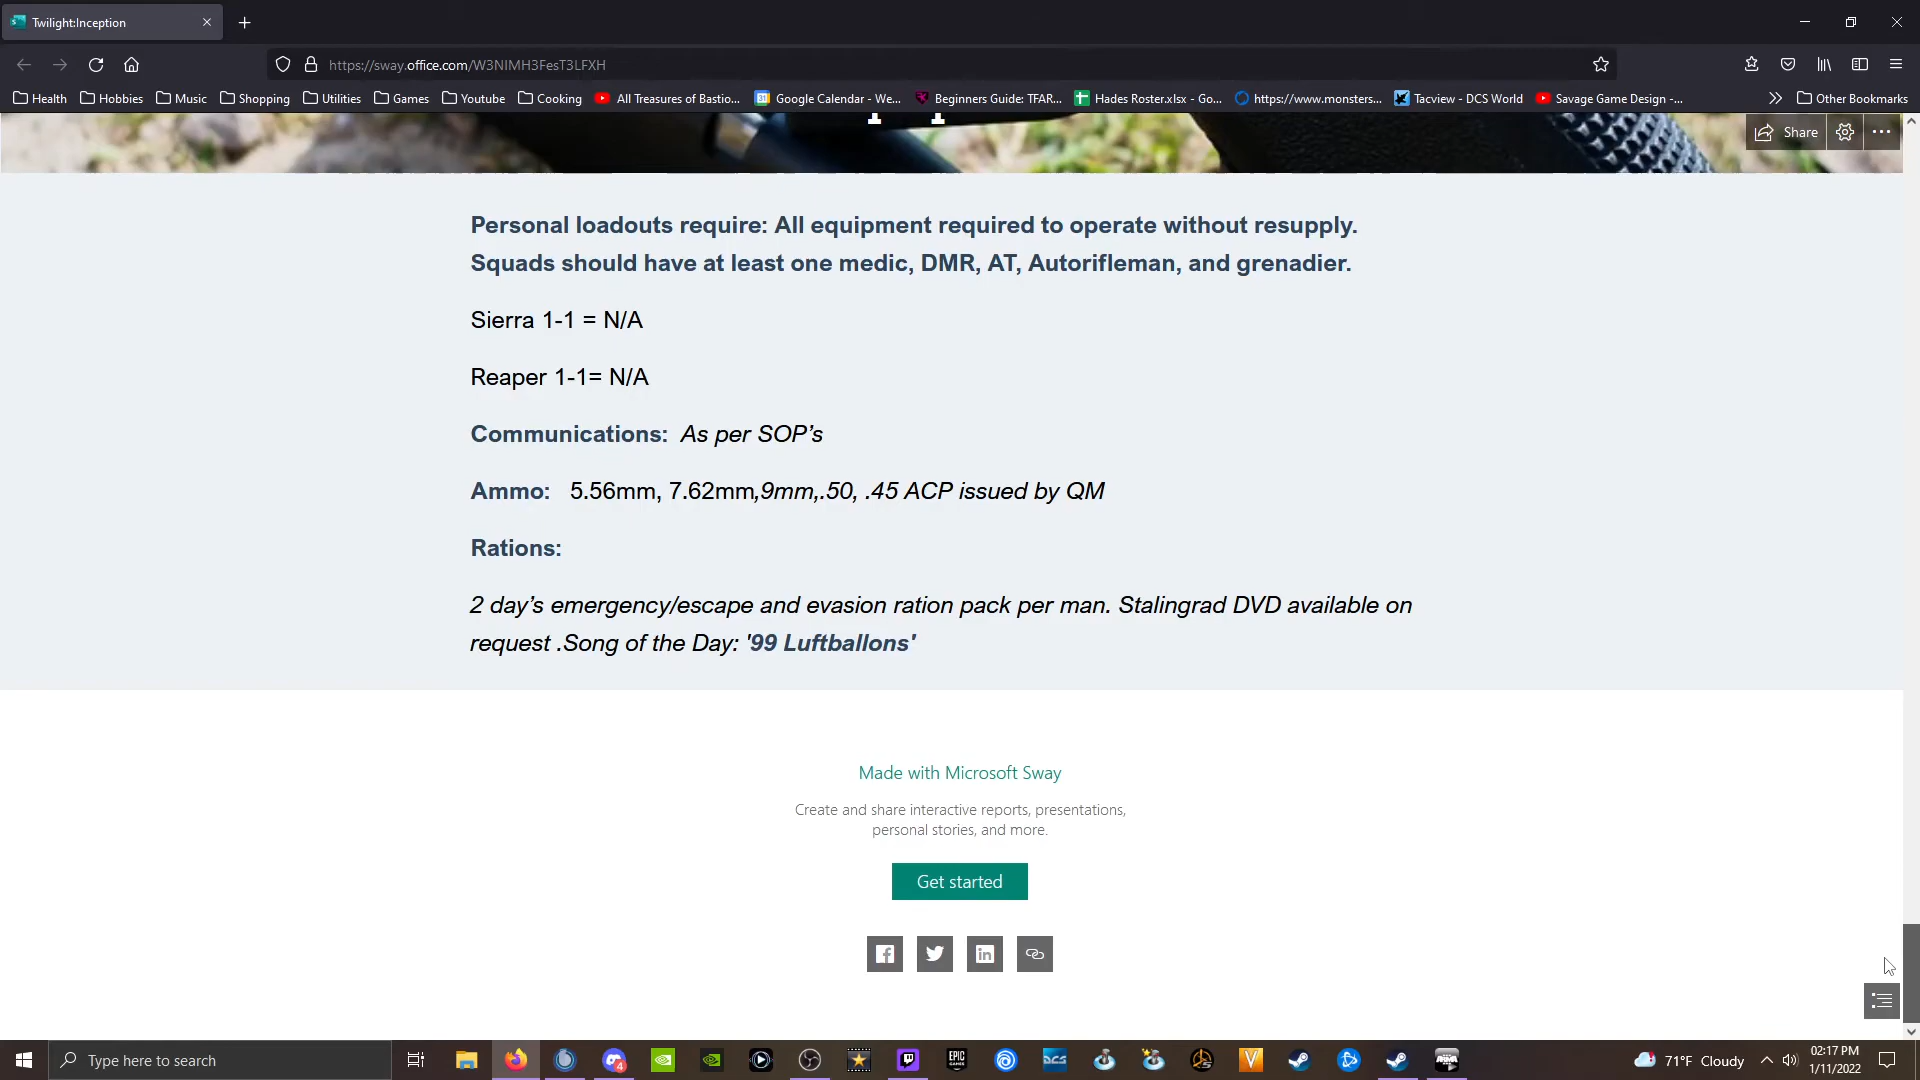 Twilight:Inception
https://sway.office.com/W3NIMH3FesT3LFXH
Health Hobbies Music Shopping Utilities Games Youtube Cooking All Treasures of Bastio... Google Calendar - We... Beginners Guide: TFAR... Hades Roster.xlsx - Go... https://www.monsters... Tacview - DCS World Savage Game Design -... Other Bookmarks
Share
Personal loadouts require: All equipment required to operate without resupply.
Squads should have at least one medic, DMR, AT, Autorifleman, and grenadier.
Sierra 1-1 = N/A
Reaper 1-1= N/A
Communications: As per SOP’s
Ammo: 5.56mm, 7.62mm,9mm,.50, .45 ACP issued by QM
Rations:
2 day’s emergency/escape and evasion ration pack per man. Stalingrad DVD available on
request .Song of the Day: '99 Luftballons'
Made with Microsoft Sway
Create and share interactive reports, presentations,
personal stories, and more.
Get started
Type here to search
4
EPIC GAMES
DCS
71°F Cloudy
02:17 PM
1/11/2022